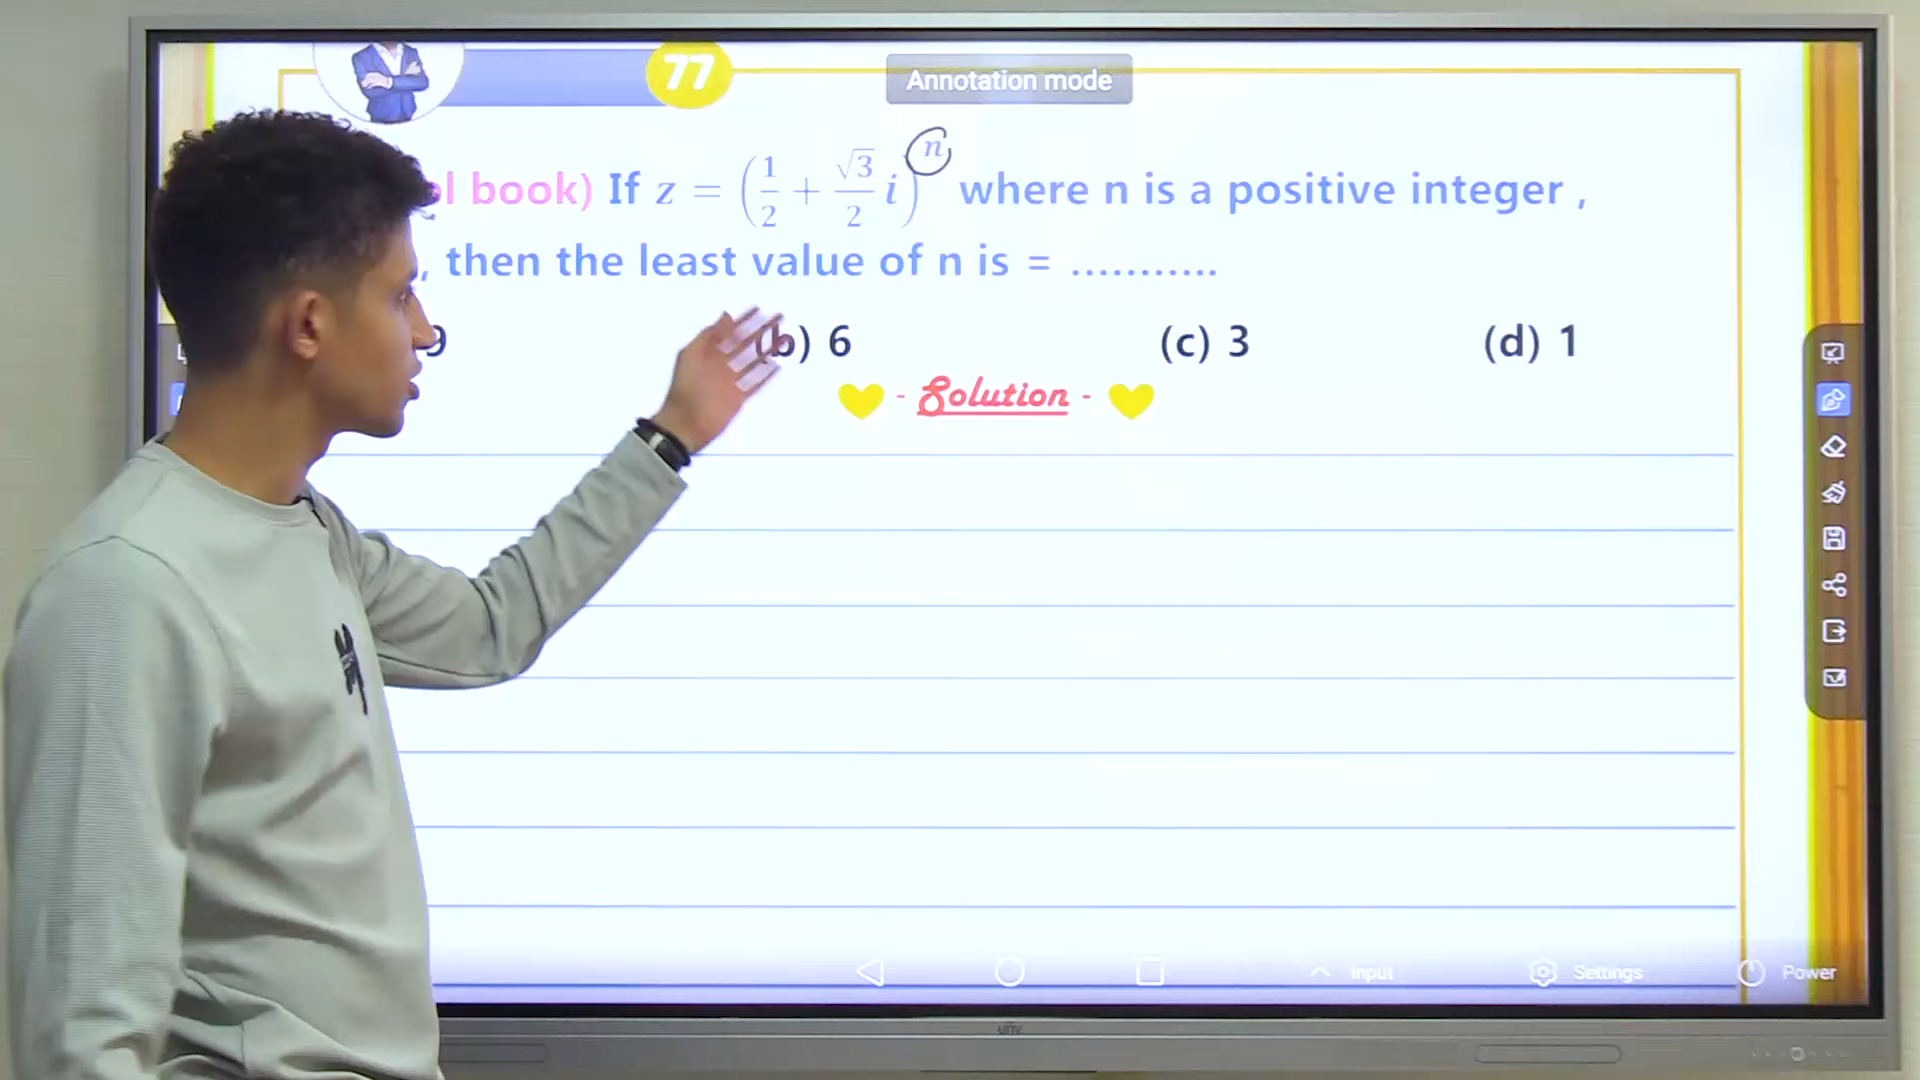 77
Annotation mode
l book) If z = (1/2 + √3/2 i)^n where n is a positive integer ,
, then the least value of n is = ...........
9 (b) 6 (c) 3 (d) 1
- Solution -
Input Settings Power
unv